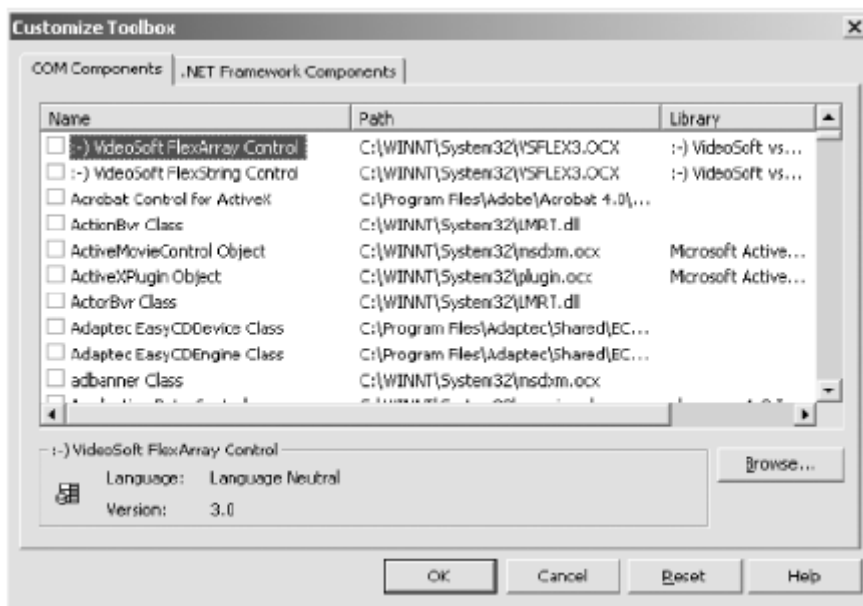 Customize Toolbox
COM Components .NET Framework Components
Name Path Library
:-) VideoSoft FlexArray Control C:\WINNT\System32\VSFLEX3.OCX :-) VideoSoft vs...
:-) VideoSoft FlexString Control C:\WINNT\System32\VSFLEX3.OCX :-) VideoSoft vs...
Acrobat Control for ActiveX C:\Program Files\Adobe\Acrobat 4.0\...
ActionBvr Class C:\WINNT\System32\LMRT.dll
ActiveMovieControl Object C:\WINNT\System32\msdxm.ocx Microsoft Active...
ActiveXPlugin Object C:\WINNT\System32\plugin.ocx Microsoft Active...
ActorBvr Class C:\WINNT\System32\LMRT.dll
Adaptec EasyCDDevice Class C:\Program Files\Adaptec\Shared\EC...
Adaptec EasyCDEngine Class C:\Program Files\Adaptec\Shared\EC...
adbanner Class C:\WINNT\System32\msdxm.ocx
:-) VideoSoft FlexArray Control
Browse...
Language: Language Neutral
Version: 3.0
OK Cancel Reset Help